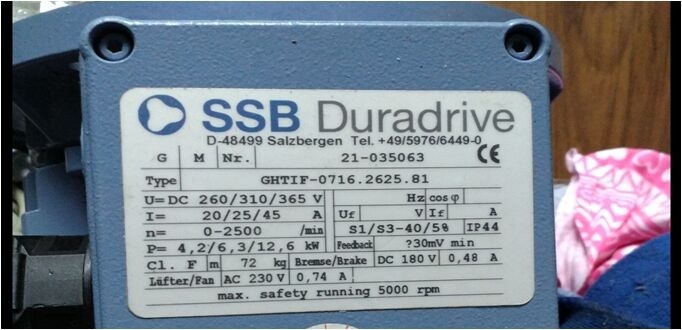 SSB Duradrive
D-48499 Salzbergen Tel. +49/5976/6449-0
G M Nr. 21-035063 CE
Type GHTIF-0716.2625.81
U= DC 260/310/365 V Hz cos φ
I= 20/25/45 A Uf V If A
n= 0-2500 /min S1/S3-40/5% IP44
P= 4,2/6,3/12,6 kW Feedback ?30mV min
Cl. F m 72 kg Bremse/Brake DC 180 V 0,48 A
Lüfter/Fan AC 230 V 0,74 A
max. safety running 5000 rpm